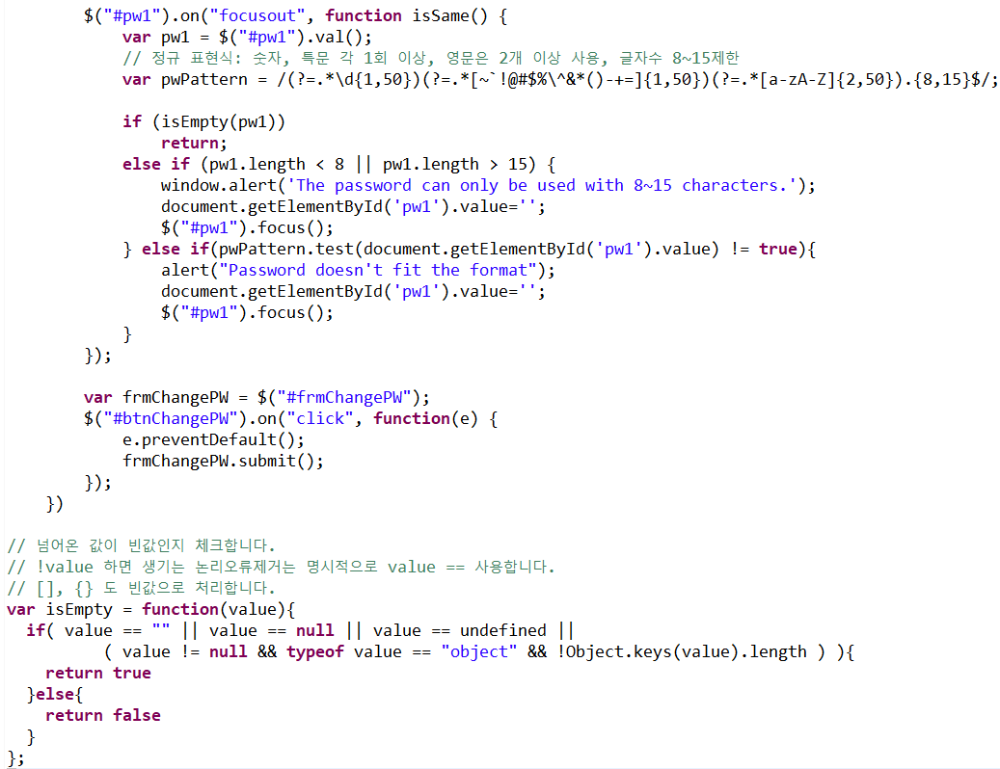 $("#pw1").on("focusout", function isSame() {
var pw1 = $("#pw1").val();
// 정규 표현식: 숫자, 특문 각 1회 이상, 영문은 2개 이상 사용, 글자수 8~15제한
var pwPattern = /(?=.*\d{1,50})(?=.*[~`!@#$%\^&*()-+=]{1,50})(?=.*[a-zA-Z]{2,50}).{8,15}$/;
if (isEmpty(pw1))
return;
else if (pw1.length < 8 || pw1.length > 15) {
window.alert('The password can only be used with 8~15 characters.');
document.getElementById('pw1').value='';
$("#pw1").focus();
} else if(pwPattern.test(document.getElementById('pw1').value) != true){
alert("Password doesn't fit the format");
document.getElementById('pw1').value='';
$("#pw1").focus();
}
});
var frmChangePW = $("#frmChangePW");
$("#btnChangePW").on("click", function(e) {
e.preventDefault();
frmChangePW.submit();
});
})
// 넘어온 값이 빈값인지 체크합니다.
// !value 하면 생기는 논리오류제거는 명시적으로 value == 사용합니다.
// [], {} 도 빈값으로 처리합니다.
var isEmpty = function(value){
if( value == "" || value == null || value == undefined ||
( value != null && typeof value == "object" && !Object.keys(value).length ) ){
return true
}else{
return false
}
};